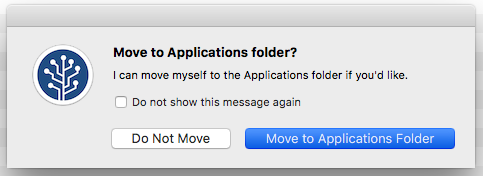 Move to Applications folder?
I can move myself to the Applications folder if you'd like.
Do not show this message again
Do Not Move
Move to Applications Folder